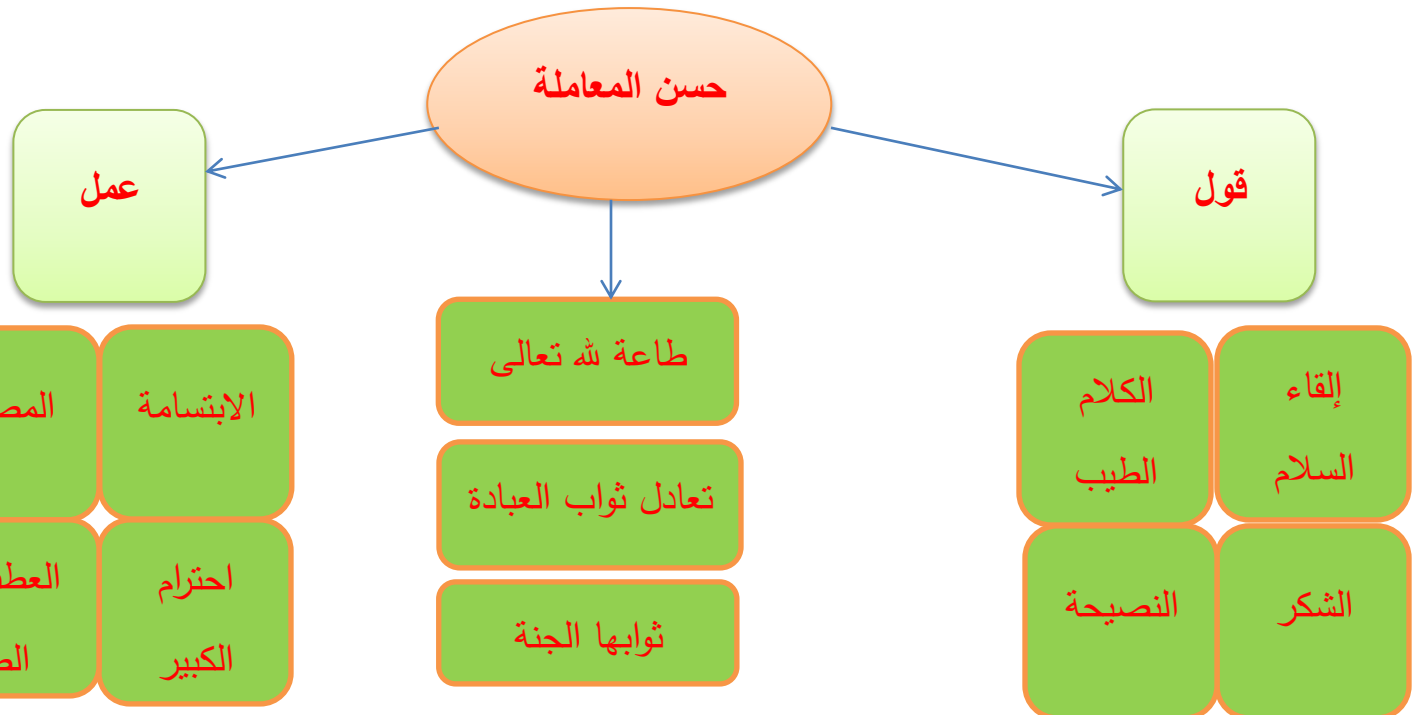 حسن المعاملة
قول
عمل
إلقاء
السلام
الكلام
الطيب
الشكر
النصيحة
طاعة لله تعالى
تعادل ثواب العبادة
ثوابها الجنة
الابتسامة
احترام
الكبير